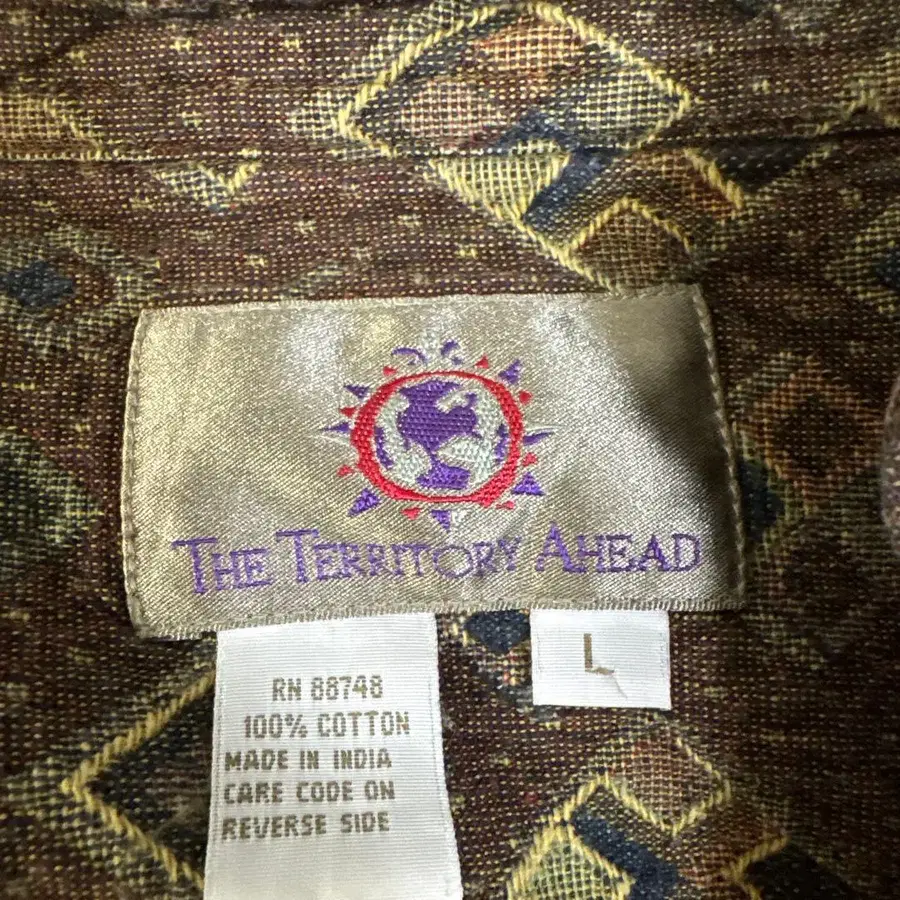 THE TERRITORY AHEAD
L
RN 88748
100% COTTON
MADE IN INDIA
CARE CODE ON
REVERSE SIDE